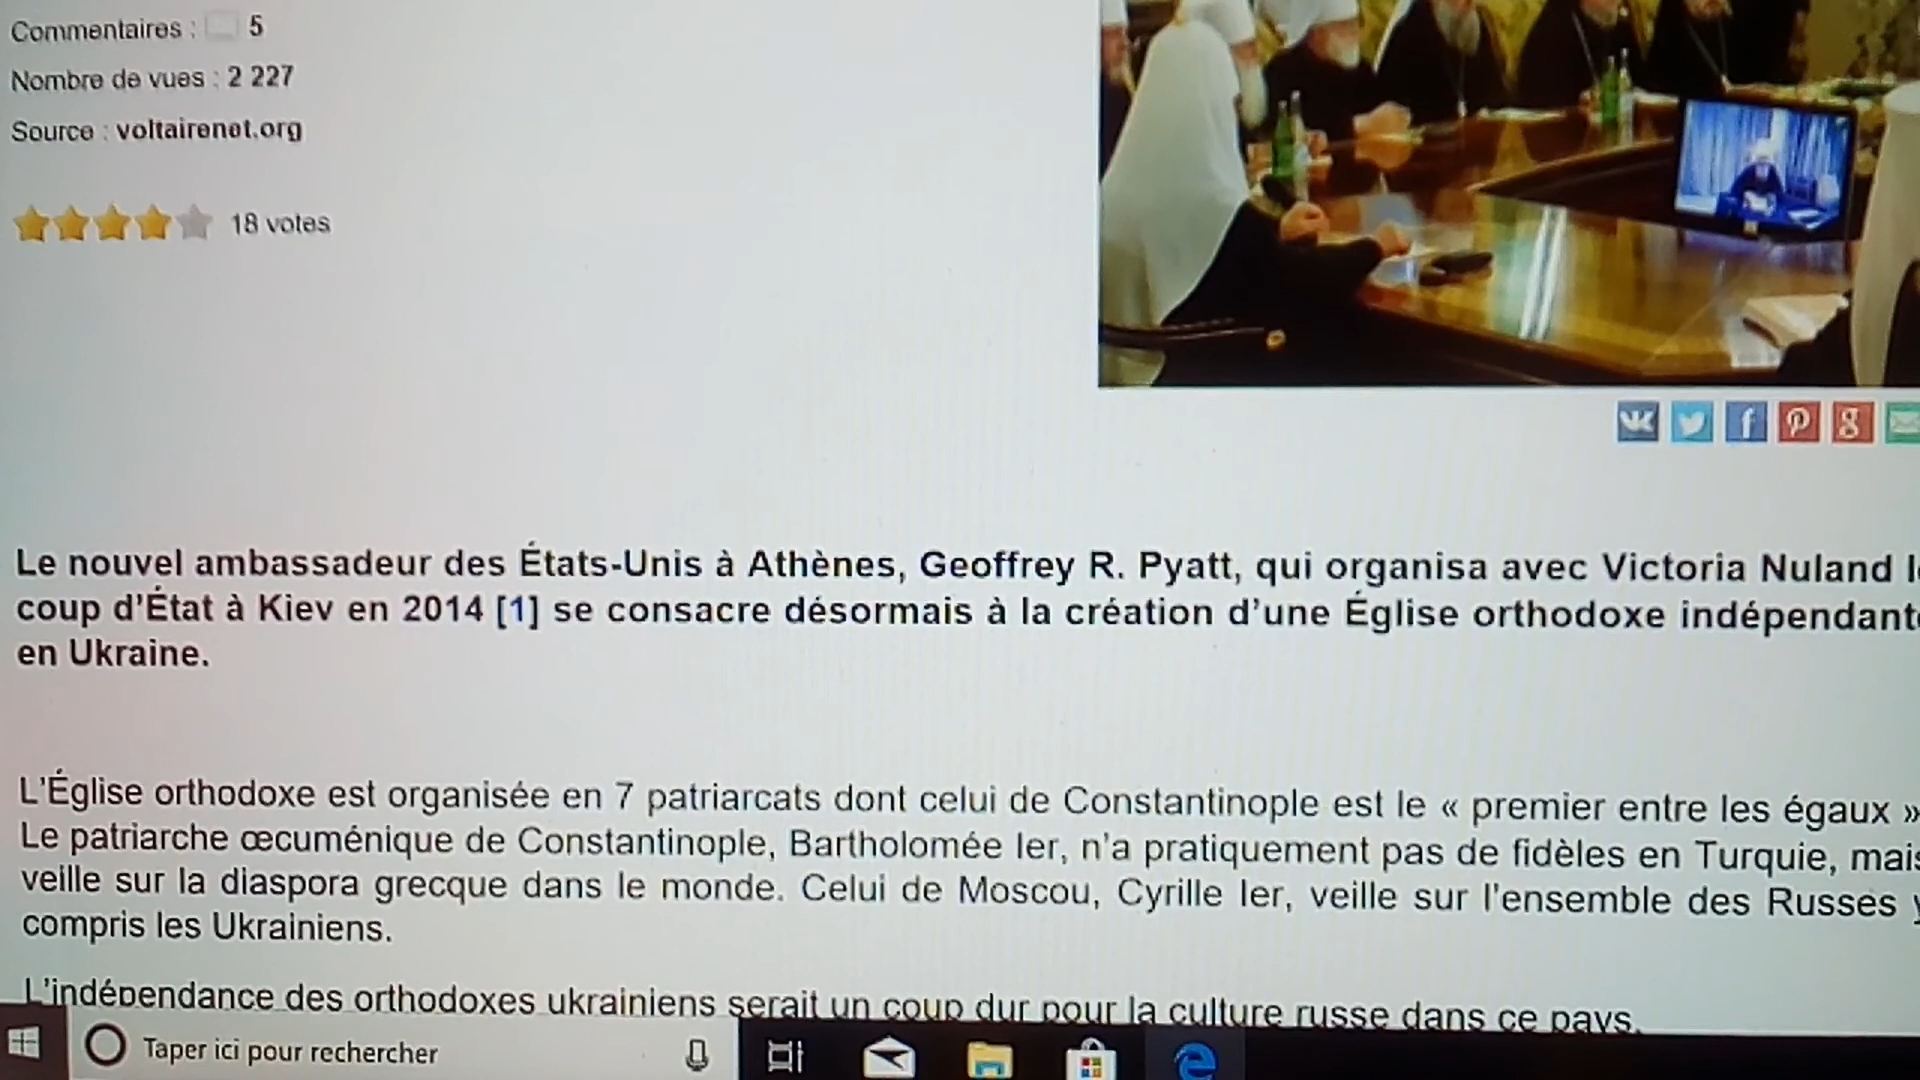 Commentaires : 5
Nombre de vues : 2 227
Source : voltairenet.org
18 votes
Le nouvel ambassadeur des États-Unis à Athènes, Geoffrey R. Pyatt, qui organisa avec Victoria Nuland
coup d'État à Kiev en 2014 [1] se consacre désormais à la création d'une Église orthodoxe indépendante
en Ukraine.
L'Église orthodoxe est organisée en 7 patriarcats dont celui de Constantinople est le « premier entre les égaux »
Le patriarche œcuménique de Constantinople, Bartholomée Ier, n'a pratiquement pas de fidèles en Turquie, mais
veille sur la diaspora grecque dans le monde. Celui de Moscou, Cyrille Ier, veille sur l'ensemble des Russes y
compris les Ukrainiens.
L'indépendance des orthodoxes ukrainiens serait un coup dur pour la culture russe dans ce pays.
Taper ici pour rechercher